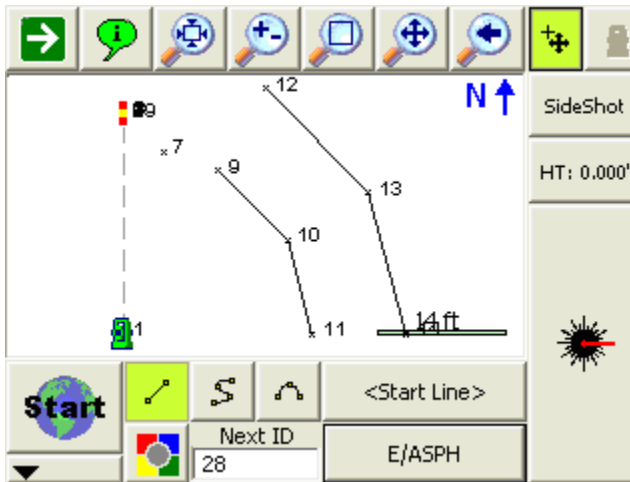 12
N
SideShot
9
7
9
HT: 0.000'
13
10
1
11
14 ft
Start
<Start Line>
Next ID
28
E/ASPH